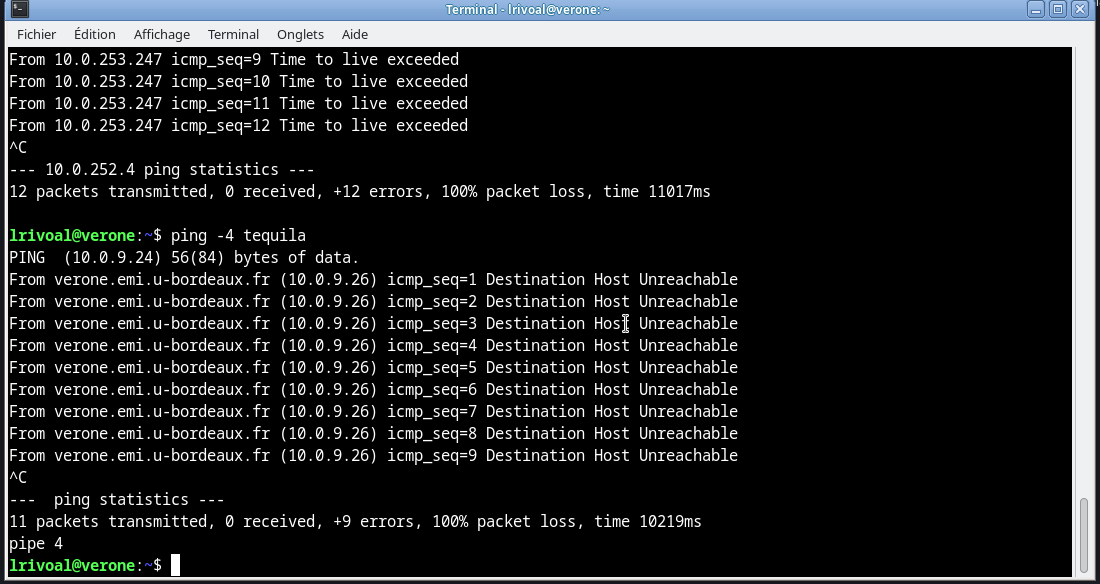 Terminal - lrivoal@verone: ~
Fichier Édition Affichage Terminal Onglets Aide
From 10.0.253.247 icmp_seq=9 Time to live exceeded
From 10.0.253.247 icmp_seq=10 Time to live exceeded
From 10.0.253.247 icmp_seq=11 Time to live exceeded
From 10.0.253.247 icmp_seq=12 Time to live exceeded
^C
--- 10.0.252.4 ping statistics ---
12 packets transmitted, 0 received, +12 errors, 100% packet loss, time 11017ms
lrivoal@verone:~$ ping -4 tequila
PING  (10.0.9.24) 56(84) bytes of data.
From verone.emi.u-bordeaux.fr (10.0.9.26) icmp_seq=1 Destination Host Unreachable
From verone.emi.u-bordeaux.fr (10.0.9.26) icmp_seq=2 Destination Host Unreachable
From verone.emi.u-bordeaux.fr (10.0.9.26) icmp_seq=3 Destination Host Unreachable
From verone.emi.u-bordeaux.fr (10.0.9.26) icmp_seq=4 Destination Host Unreachable
From verone.emi.u-bordeaux.fr (10.0.9.26) icmp_seq=5 Destination Host Unreachable
From verone.emi.u-bordeaux.fr (10.0.9.26) icmp_seq=6 Destination Host Unreachable
From verone.emi.u-bordeaux.fr (10.0.9.26) icmp_seq=7 Destination Host Unreachable
From verone.emi.u-bordeaux.fr (10.0.9.26) icmp_seq=8 Destination Host Unreachable
From verone.emi.u-bordeaux.fr (10.0.9.26) icmp_seq=9 Destination Host Unreachable
^C
---  ping statistics ---
11 packets transmitted, 0 received, +9 errors, 100% packet loss, time 10219ms
pipe 4
lrivoal@verone:~$